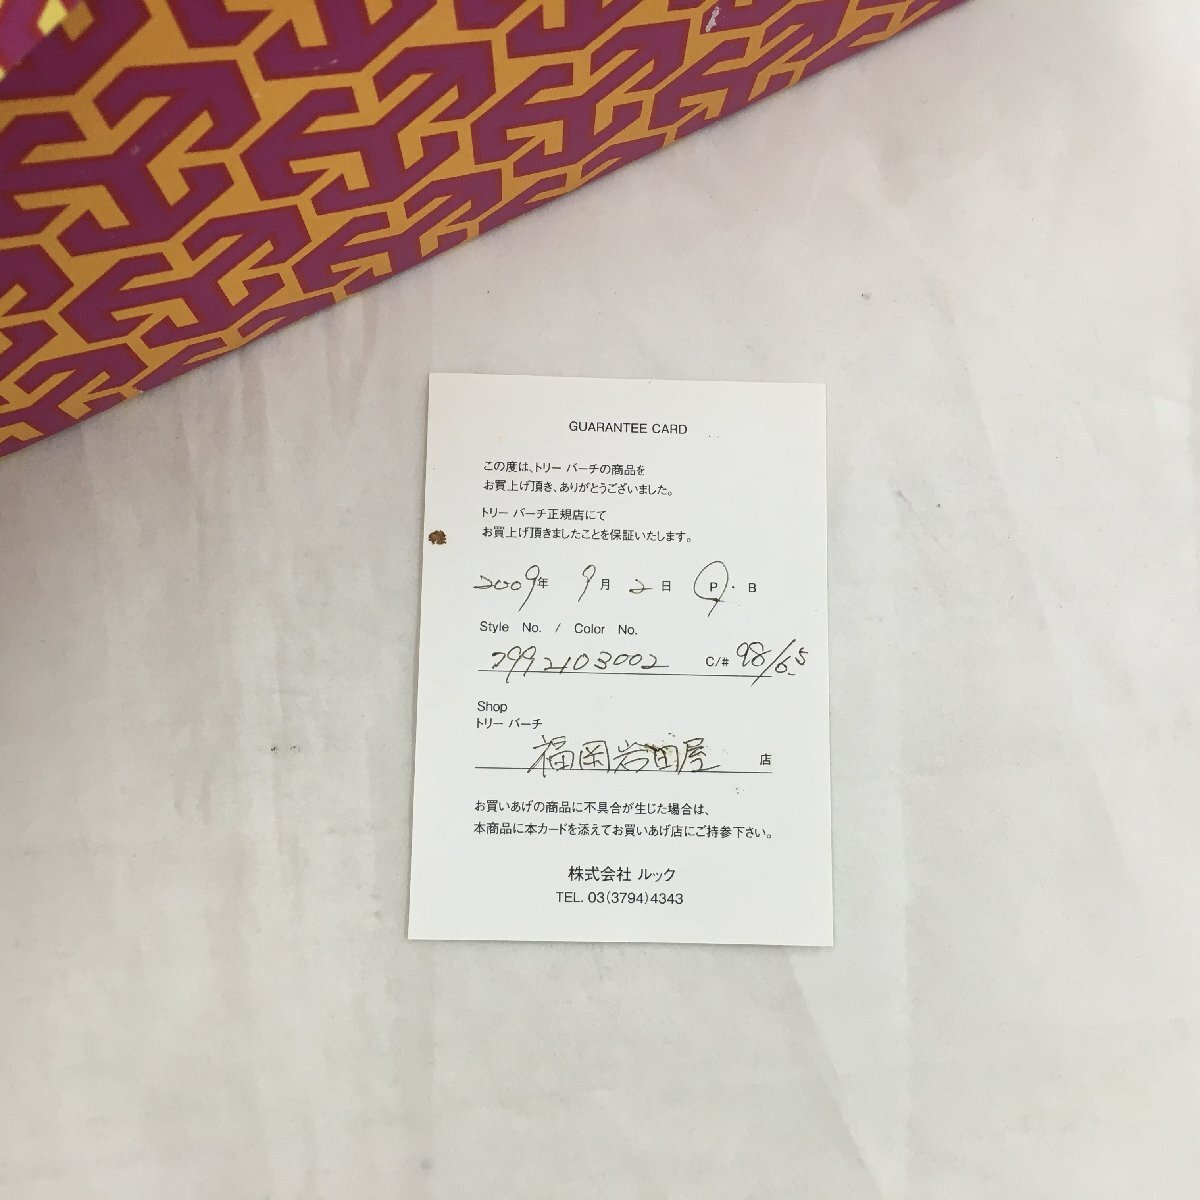 GUARANTEE CARD
この度は、トリー バーチの商品を
お買上げ頂き、ありがとうございました。
トリー バーチ正規店にて
お買上げ頂きましたことを保証いたします。
2009年 9月 2日 P・B
Style No. / Color No.
7992103002 C/# 98/6.5
Shop
トリー バーチ
福岡岩田屋 店
お買いあげの商品に不具合が生じた場合は、
本商品に本カードを添えてお買いあげ店にご持参下さい。
株式会社 ルック
TEL. 03(3794)4343